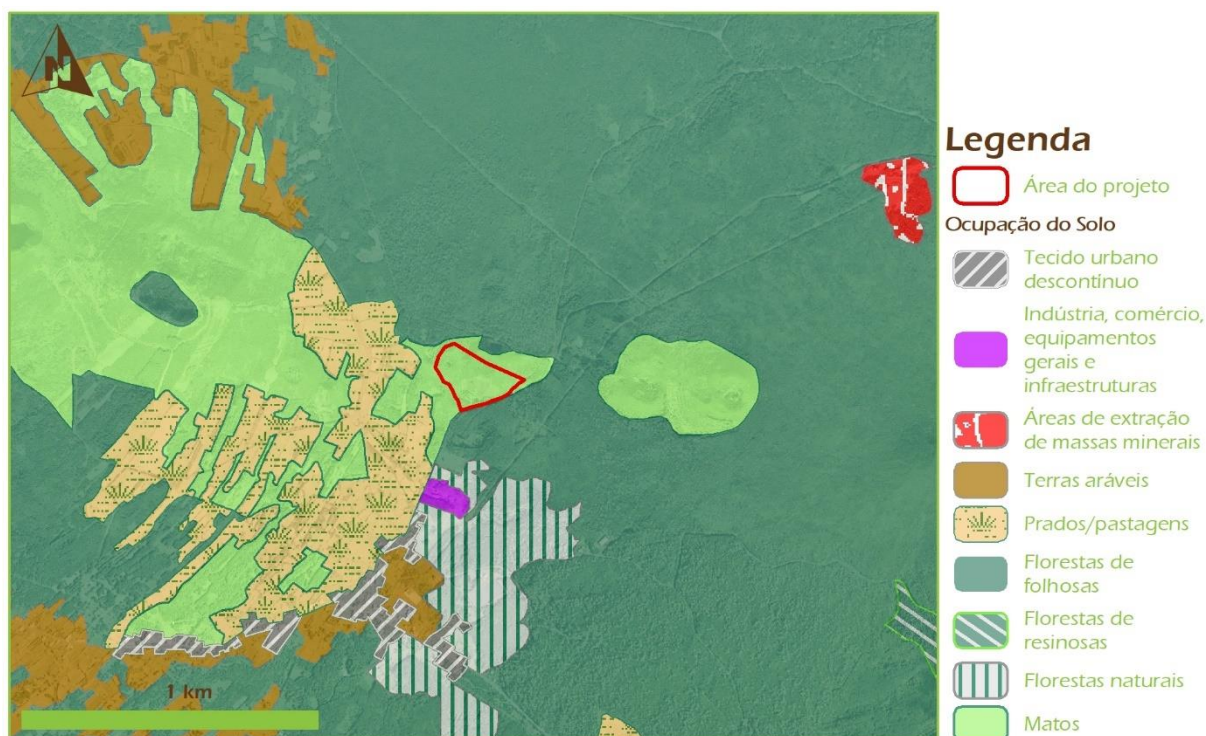 N
1 km
Legenda
Área do projeto
Ocupação do Solo
Tecido urbano
descontínuo
Indústria, comércio,
equipamentos
gerais e
infraestruturas
Áreas de extração
de massas minerais
Terras aráveis
Prados/pastagens
Florestas de
folhosas
Florestas de
resinosas
Florestas naturais
Matos